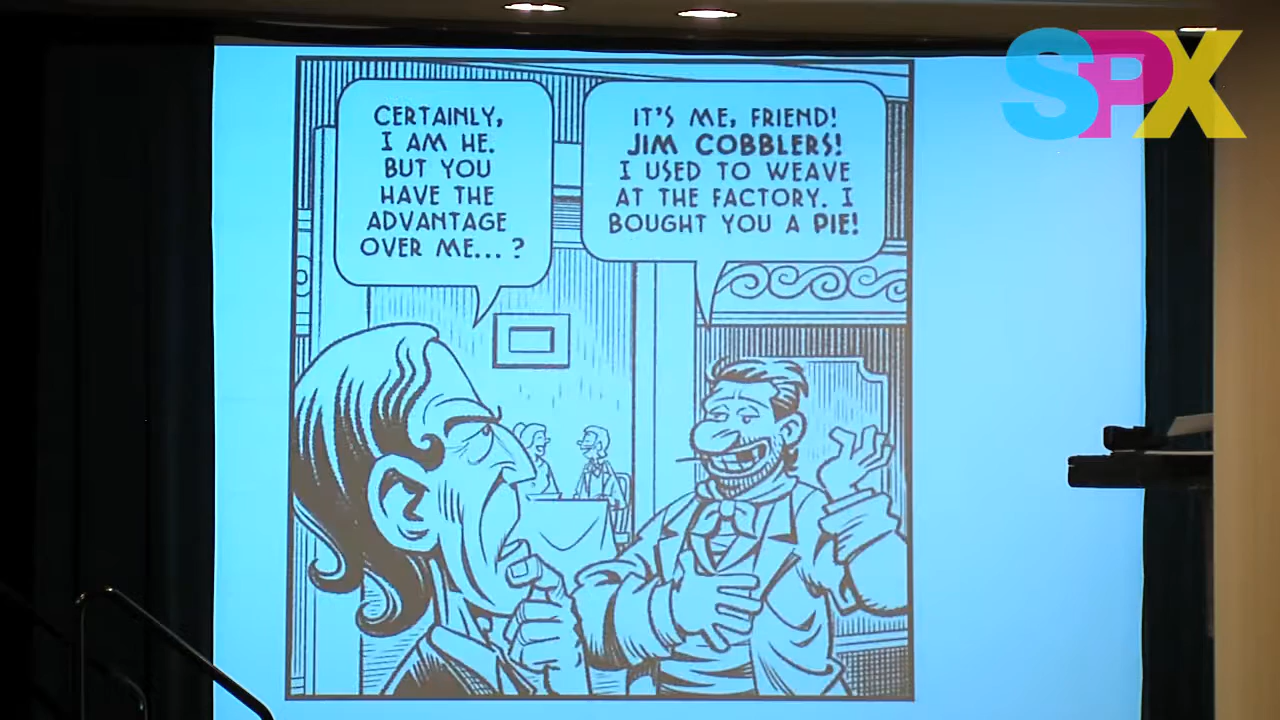 SPX
CERTAINLY,
I AM HE.
BUT YOU
HAVE THE
ADVANTAGE
OVER ME... ?
IT'S ME, FRIEND!
JIM COBBLERS!
I USED TO WEAVE
AT THE FACTORY. I
BOUGHT YOU A PIE!